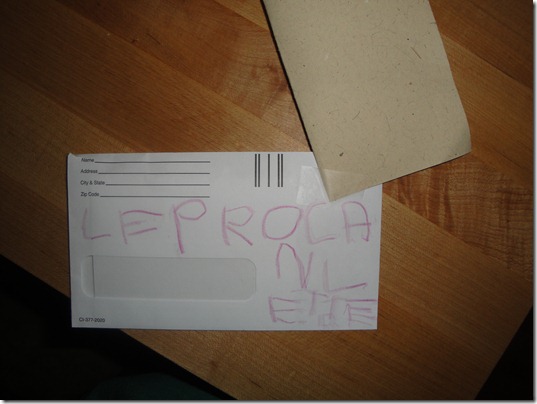 Name
Address
City & State
Zip Code
LEPROCA
NL